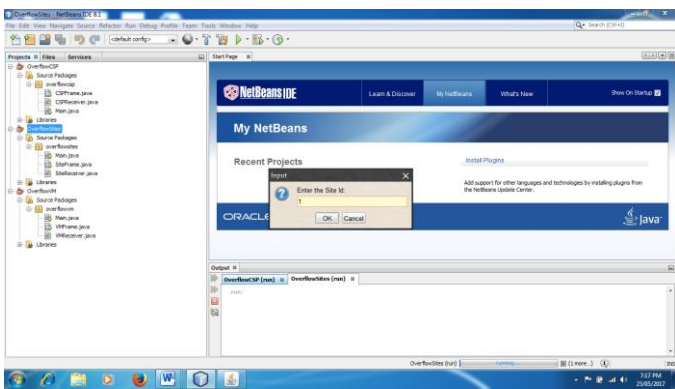 OverflowSites - NetBeans IDE 8.1
File Edit View Navigate Source Refactor Run Debug Profile Team Tools Window Help
Search (Ctrl+I)
<default config>
Projects Files Services
OverflowCSP
Source Packages
overflowcsp
CSPFrame.java
CSPReceiver.java
Main.java
Libraries
OverflowSites
Source Packages
overflowsites
Main.java
SiteFrame.java
SiteReceiver.java
Libraries
OverflowVM
Source Packages
overflowvm
Main.java
VMFrame.java
VMReceiver.java
Libraries
Start Page
NetBeans IDE
Learn & Discover
My NetBeans
What's New
Show On Startup
My NetBeans
Recent Projects
Install Plugins
Add support for other languages and technologies by installing plugins from
the NetBeans Update Center.
Input
Enter the Site Id:
1
OK Cancel
ORACLE
Java
Output
OverflowCSP (run) OverflowSites (run)
run:
OverflowSites (run) running... (1 more...)
INS
7:17 PM
23/05/2017